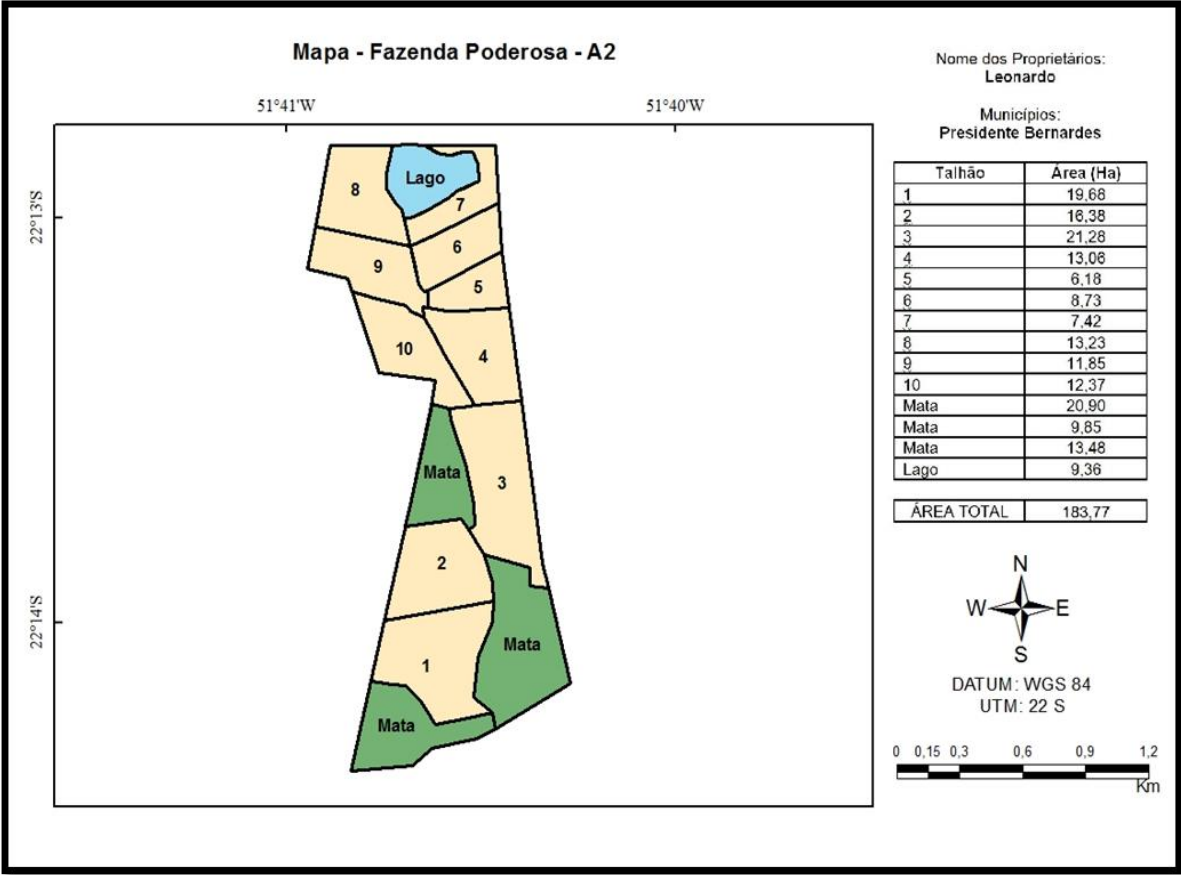 Mapa - Fazenda Poderosa - A2
51°41'W 51°40'W
22°13'S
22°14'S
Lago
8
7
6
9
5
10
4
Mata
3
2
Mata
1
Mata
Nome dos Proprietários:
Leonardo
Municípios:
Presidente Bernardes
Talhão Área (Ha)
1 19,68
2 16,38
3 21,28
4 13,06
5 6,18
6 8,73
7 7,42
8 13,23
9 11,85
10 12,37
Mata 20,90
Mata 9,85
Mata 13,48
Lago 9,36
ÁREA TOTAL 183,77
N
W E
S
DATUM: WGS 84
UTM: 22 S
0 0,15 0,3 0,6 0,9 1,2
Km